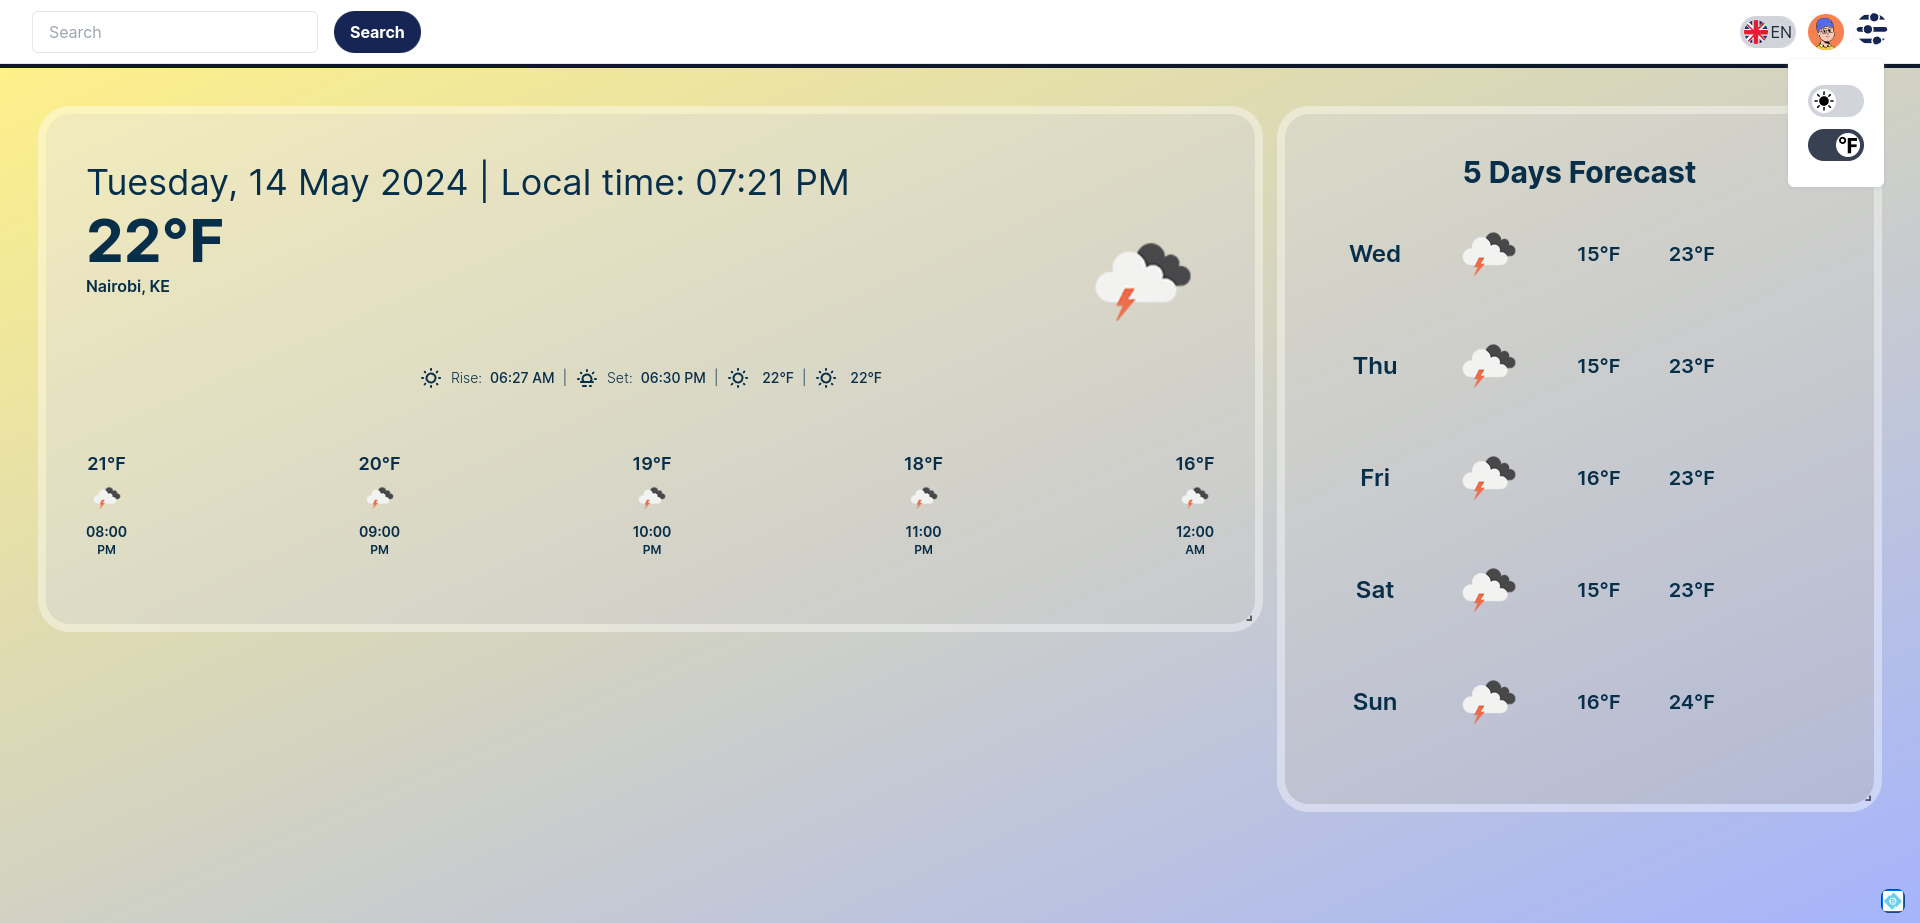 Search
Search
EN
°F
Tuesday, 14 May 2024 | Local time: 07:21 PM
22°F
Nairobi, KE
Rise: 06:27 AM | Set: 06:30 PM | 22°F | 22°F
21°F 20°F 19°F 18°F 16°F
08:00 09:00 10:00 11:00 12:00
PM PM PM PM AM
5 Days Forecast
Wed 15°F 23°F
Thu 15°F 23°F
Fri 16°F 23°F
Sat 15°F 23°F
Sun 16°F 24°F